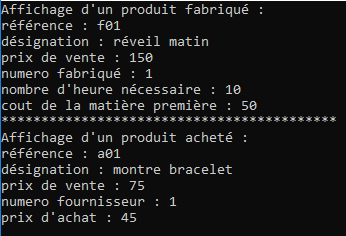 Affichage d'un produit fabriqué :
référence : f01
désignation : réveil matin
prix de vente : 150
numero fabriqué : 1
nombre d'heure nécessaire : 10
cout de la matière première : 50
******************************************
Affichage d'un produit acheté :
référence : a01
désignation : montre bracelet
prix de vente : 75
numero fournisseur : 1
prix d'achat : 45